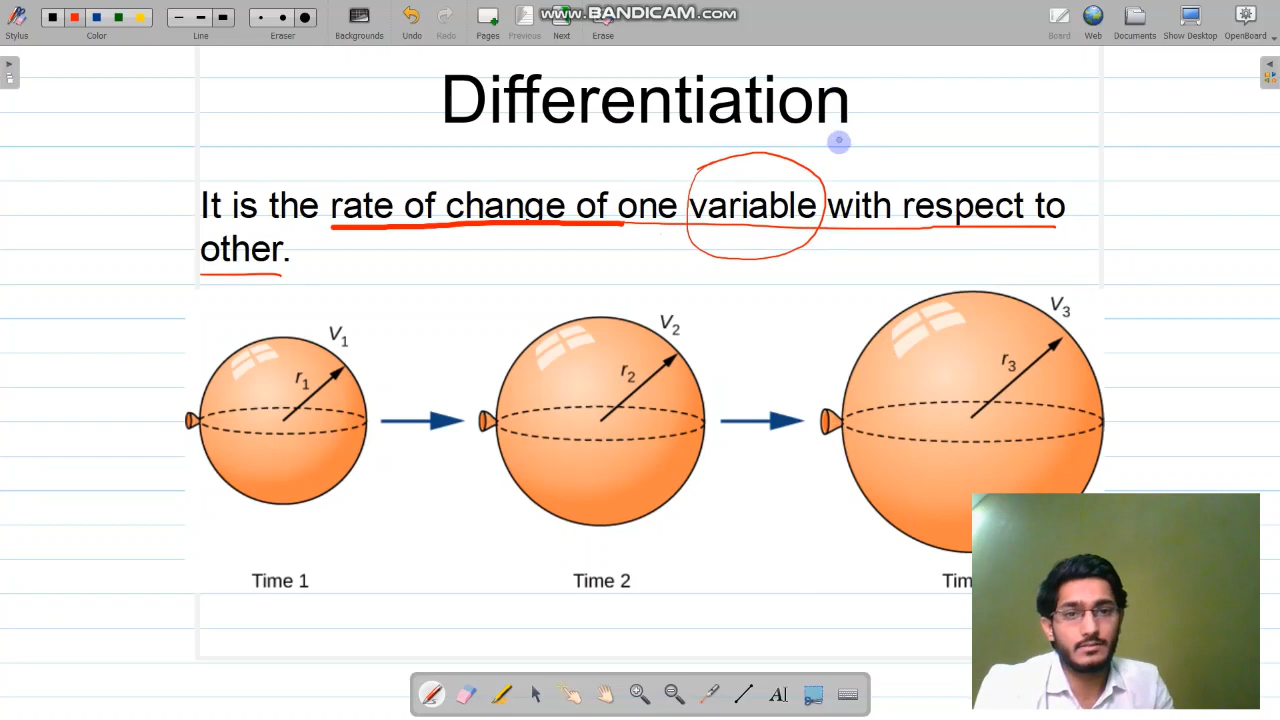 www.BANDICAM.com
Stylus Color Line Eraser Backgrounds Undo Redo Pages Previous Next Erase Board Web Documents Show Desktop OpenBoard
Differentiation
It is the rate of change of one variable with respect to
other.
V1 V2 V3
r1 r2 r3
Time 1 Time 2 Tim
AI